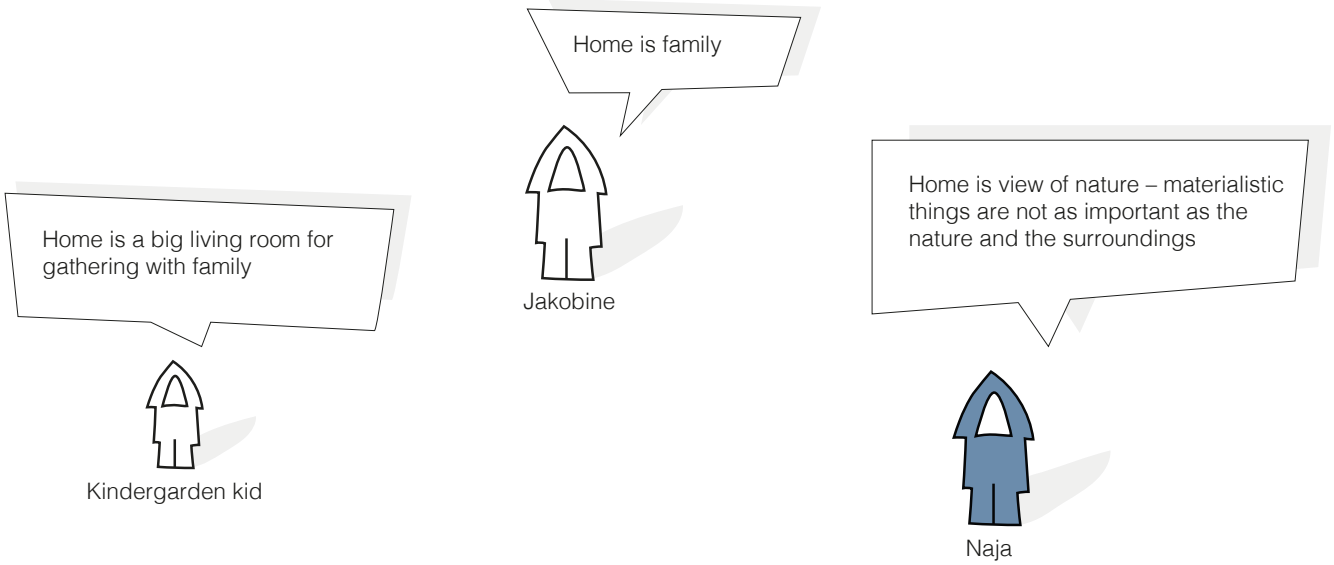 Home is family
Jakobine
Home is a big living room for
gathering with family
Kindergarden kid
Home is view of nature – materialistic
things are not as important as the
nature and the surroundings
Naja